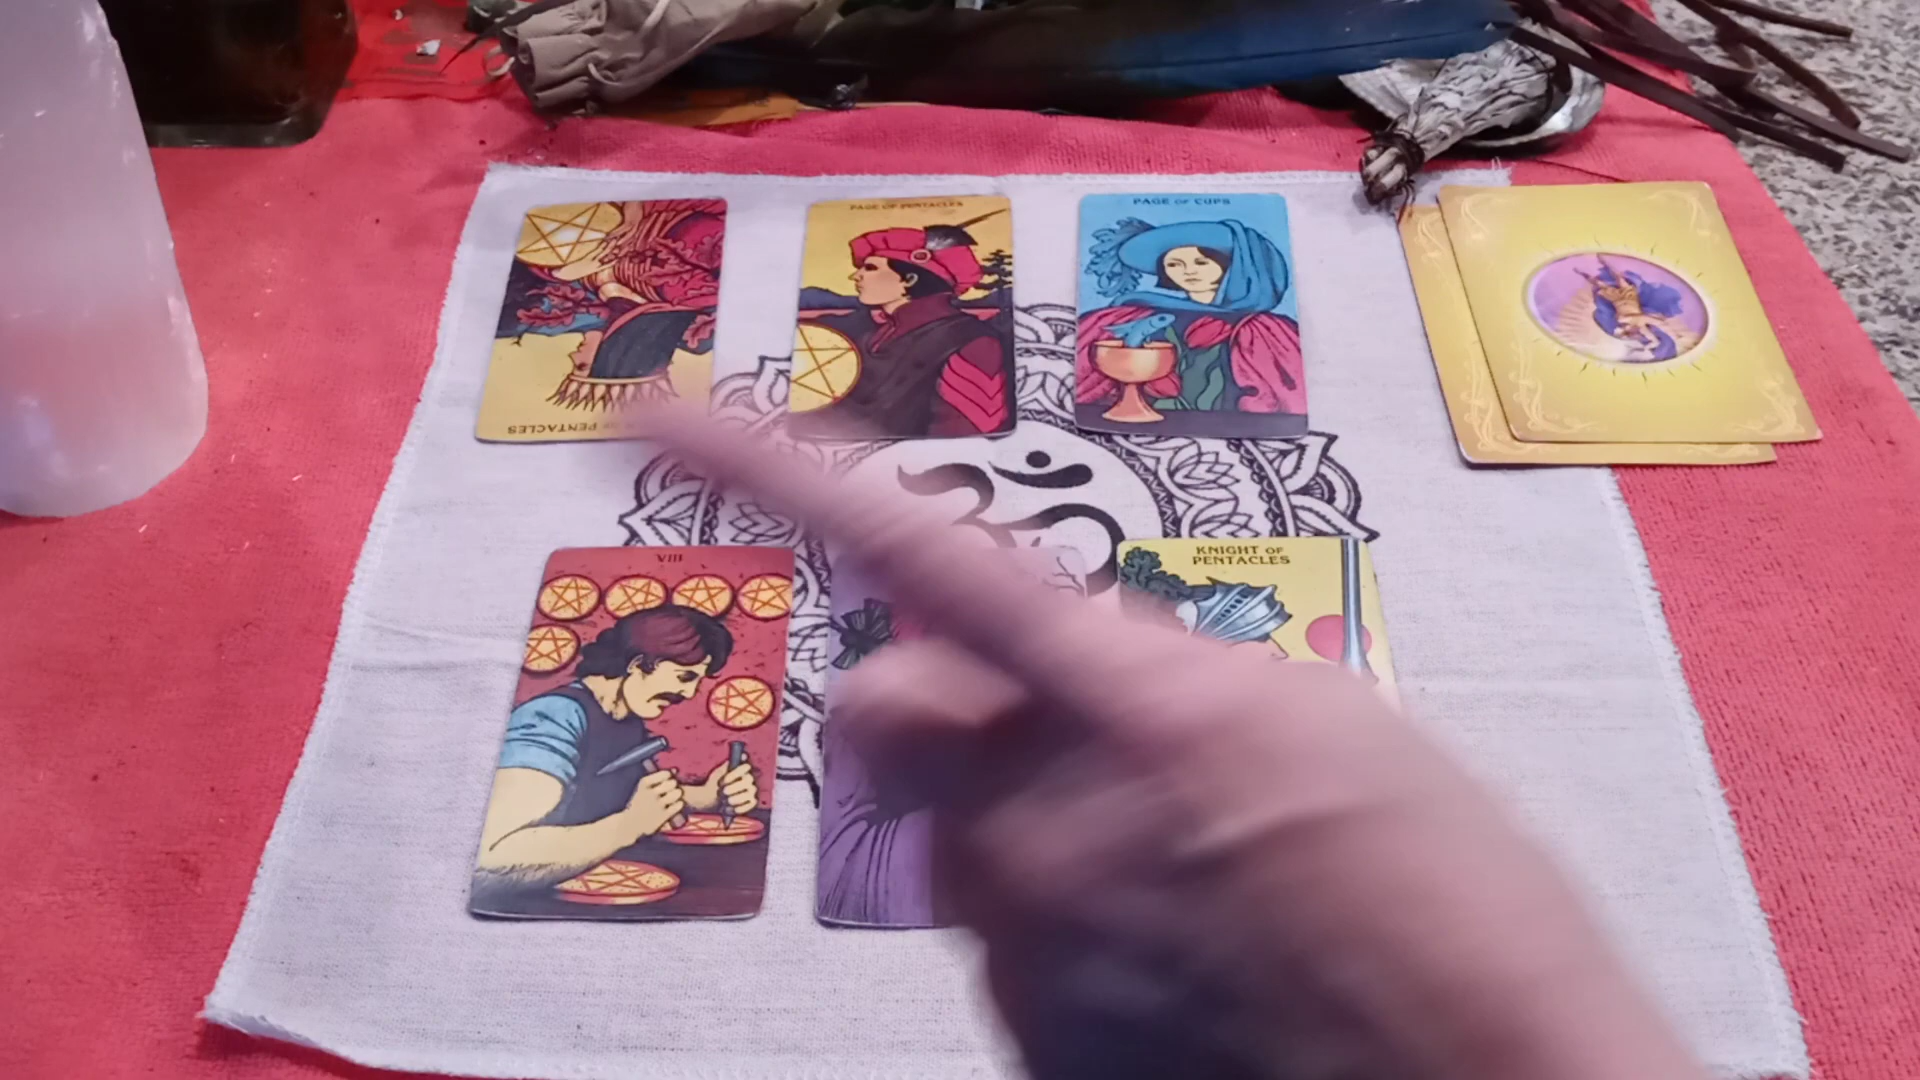 OF PENTACLES
PAGE OF PENTACLES
PAGE OF CUPS
ॐ
VIII
KNIGHT OF
PENTACLES